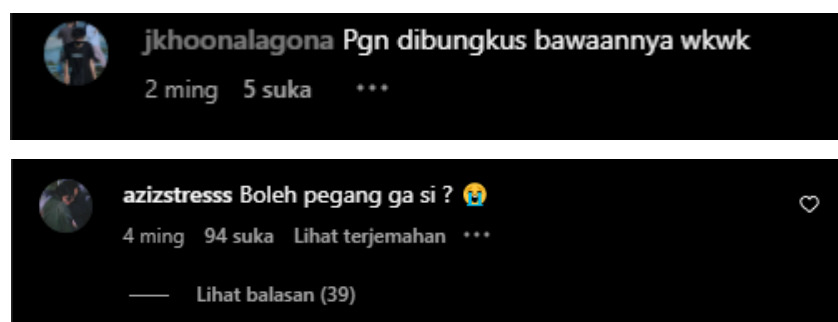 jkhoonalagona Pgn dibungkus bawaannya wkwk
2 ming 5 suka •••
azizstresss Boleh pegang ga si ? 😭
4 ming 94 suka Lihat terjemahan •••
Lihat balasan (39)